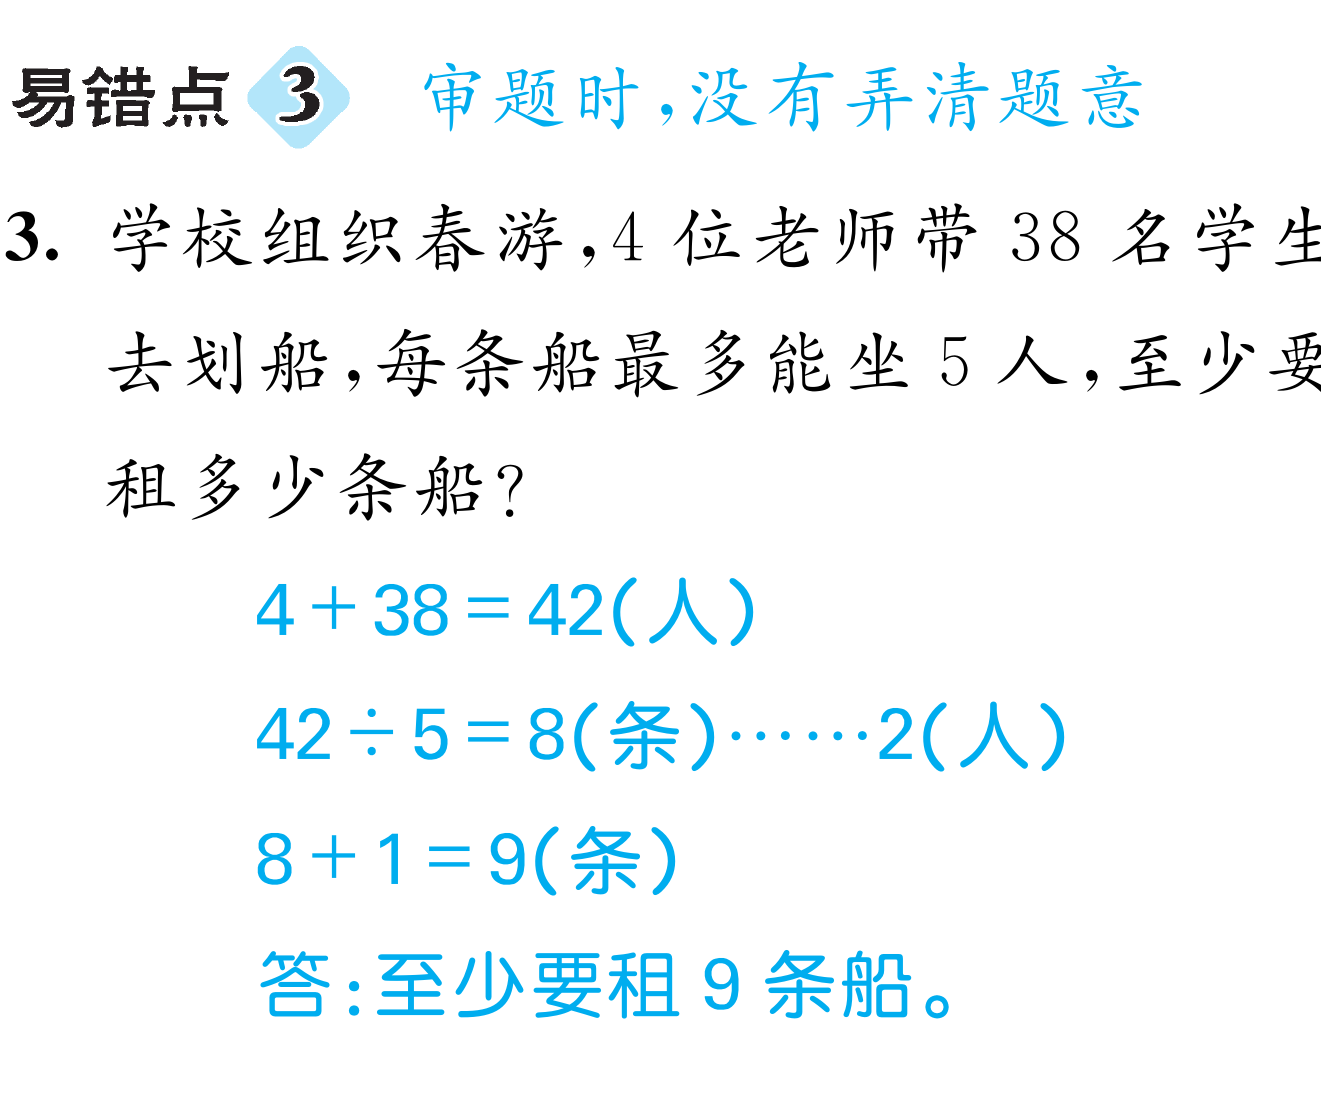 易错点3 审题时,没有弄清题意
3. 学校组织春游,4 位老师带 38 名学生
去划船,每条船最多能坐 5 人,至少要
租多少条船?
4+38=42(人)
42÷5=8(条)······2(人)
8+1=9(条)
答:至少要租 9 条船。